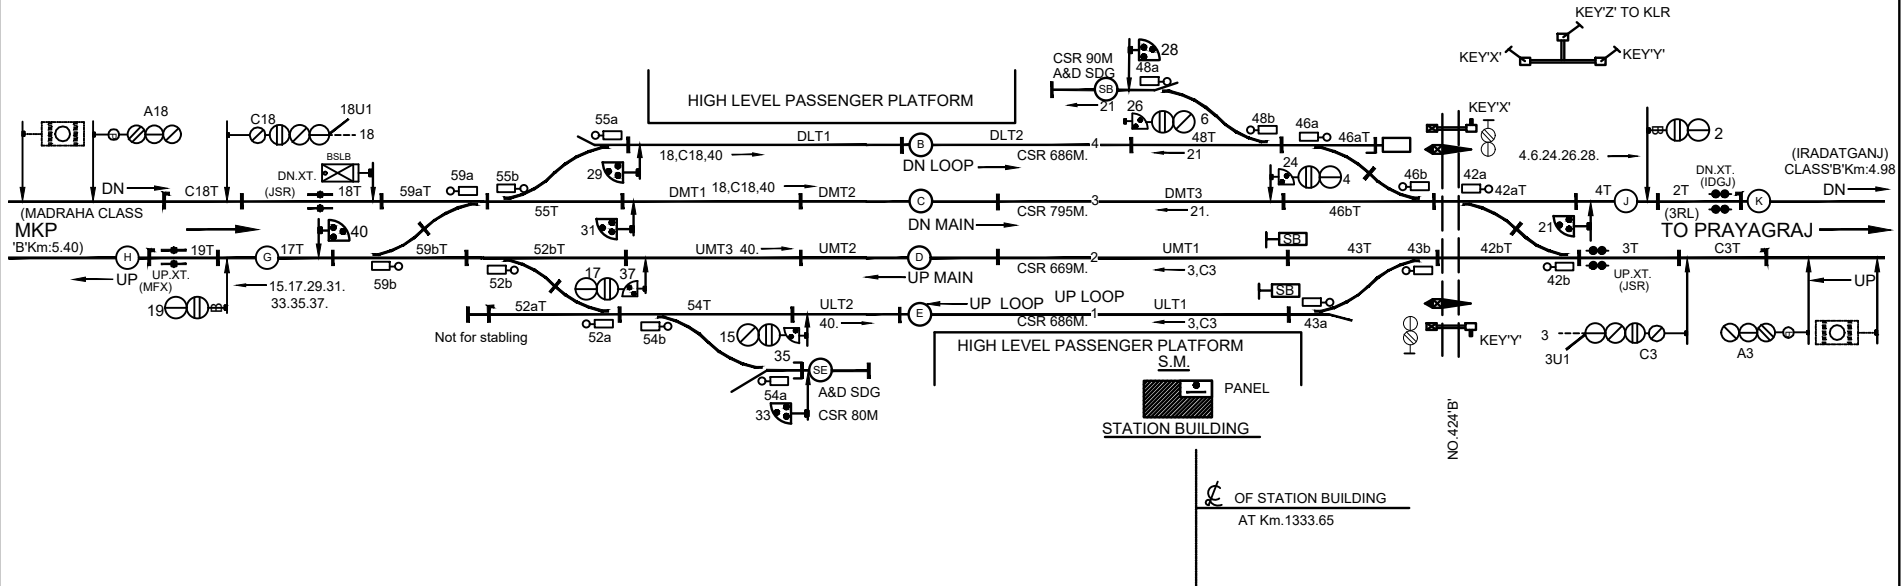 KEY'Z' TO KLR
KEY'X'
KEY'Y'
CSR 90M
A&D SDG
28
48a
SB
21
26
6
48T
21
48b
46a
46aT
HIGH LEVEL PASSENGER PLATFORM
A18
C18
18U1
18
BSLB
DN.XT.
(JSR)
DN
C18T
18T
59aT
59a
55b
55a
29
55T
DLT1
18,C18,40
B
DN LOOP
DLT2
CSR 686M.
4
24
4
46b
42a
KEY'X'
4.6.24.26.28.
B
2
DN.XT.
(IDGJ)
(IRADATGANJ)
CLASS'B'Km:4.98
DN
42aT
4T
J
2T
(3RL)
K
(MADRAHA CLASS
MKP
'B'Km:5.40)
40
31
DMT1
18,C18,40
DMT2
C
DN MAIN
CSR 795M.
3
DMT3
21.
46bT
21
TO PRAYAGRAJ
H
19T
UP.XT.
(MFX)
UP
G
17T
15.17.29.31.
33.35.37.
19
B
59b
59bT
52bT
52b
17
37
UMT3
40.
UMT2
D
UP MAIN
CSR 669M.
2
UMT1
3,C3
SB
43T
43b
42bT
42b
3T
UP.XT.
(JSR)
C3T
UP
52aT
Not for stabling
52a
54b
54T
ULT2
40.
E
UP LOOP
UP LOOP
CSR 686M.
1
ULT1
3,C3
SB
43a
KEY'Y'
3
3U1
C3
A3
15
35
SE
54a
33
A&D SDG
CSR 80M
HIGH LEVEL PASSENGER PLATFORM
S.M.
PANEL
STATION BUILDING
NO.424'B'
℄ OF STATION BUILDING
AT Km.1333.65